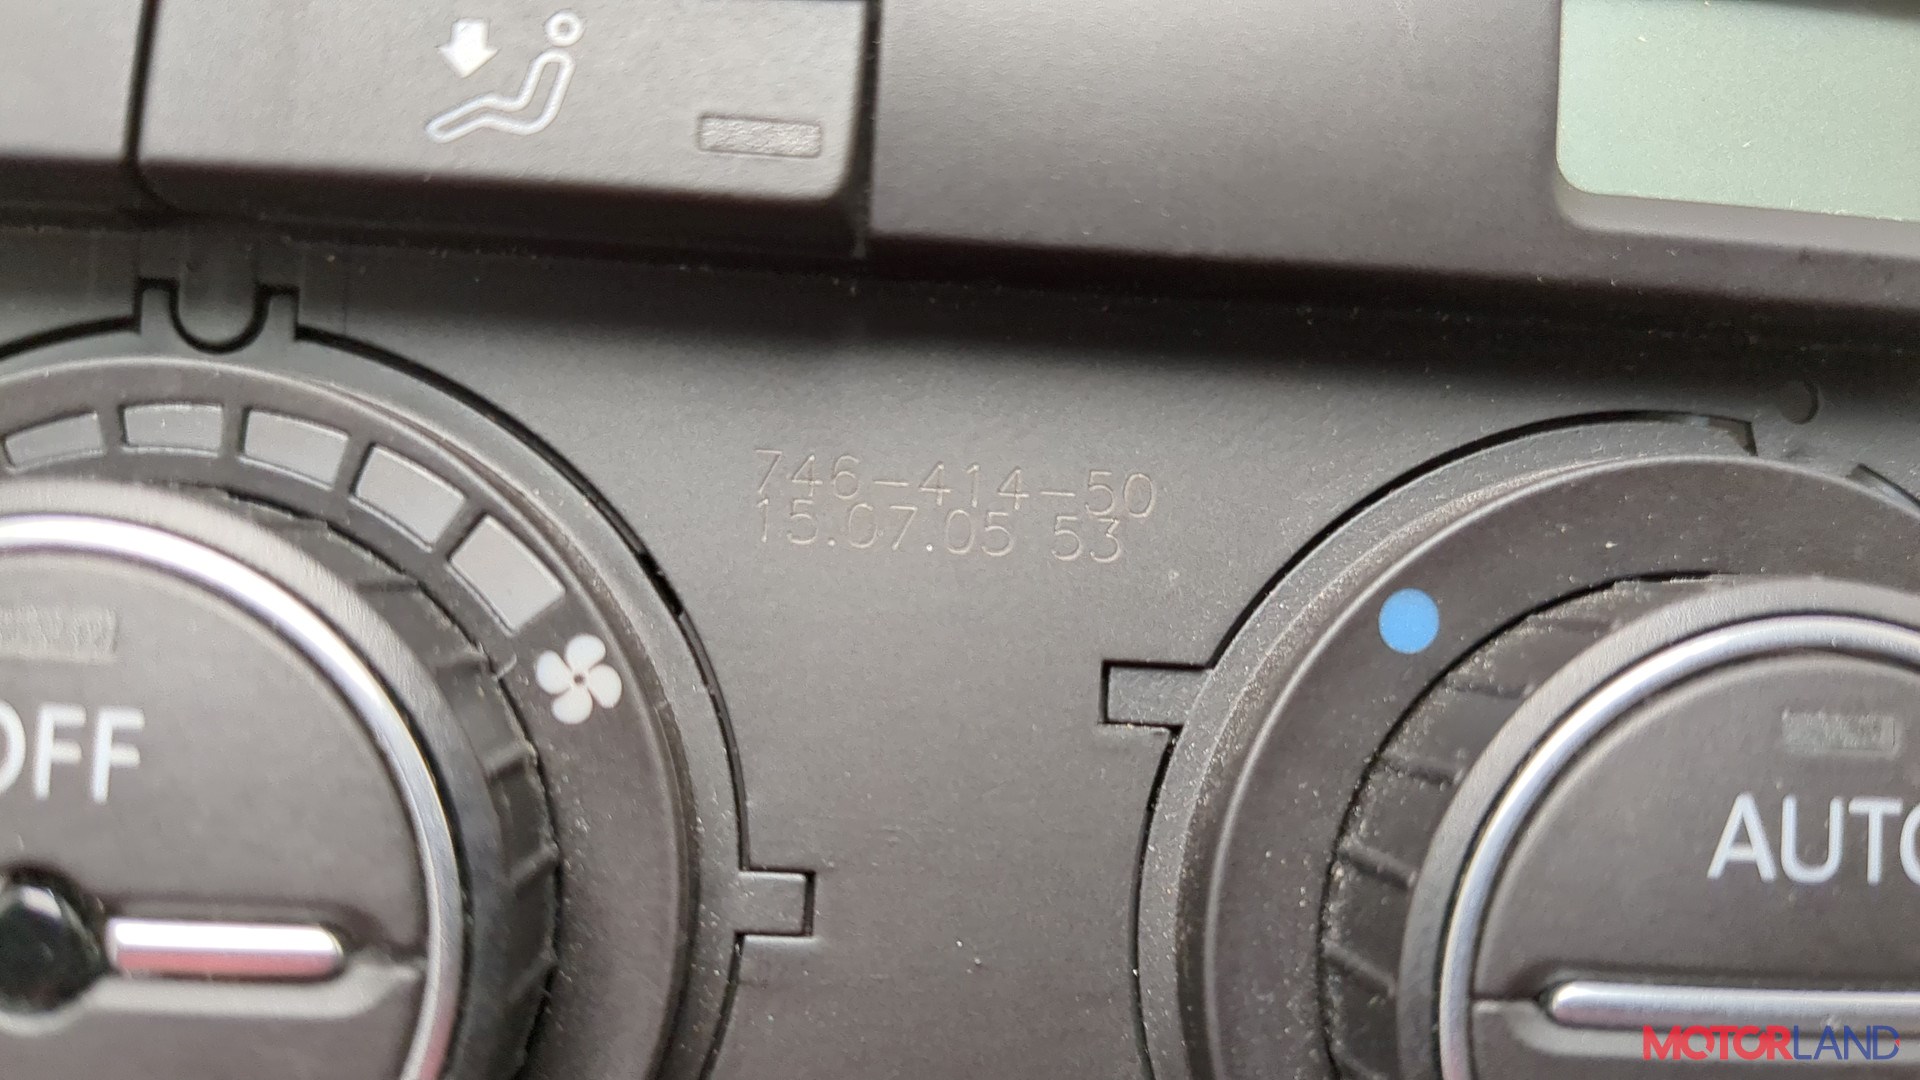 746-414-50
15.07.05 53
OFF
AUTO
MOTORLAND